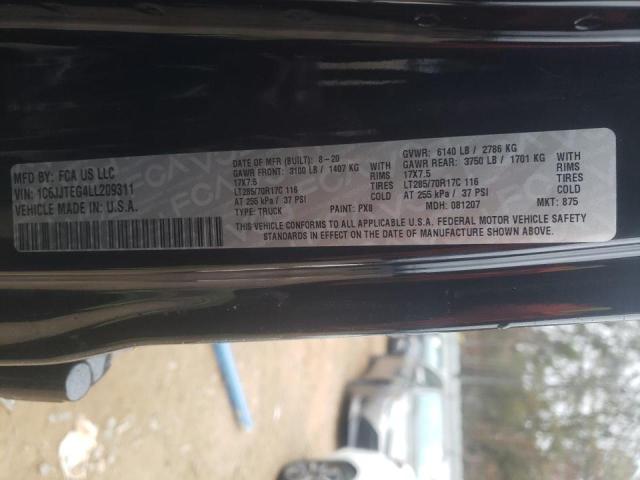 MFD BY: FCA US LLC
VIN: 1C6JJTEG4LL209311
VEHICLE MADE IN U.S.A.
DATE OF MFR (BUILT): 8-20
GAWR FRONT: 3100 LB / 1407 KG
WITH
17X7.5
RIMS
LT285/70R17C 116
TIRES
AT 255 kPa / 37 PSI
COLD
TYPE: TRUCK
PAINT: PX8
GVWR: 6140 LB / 2786 KG
GAWR REAR: 3750 LB / 1701 KG
WITH
17X7.5
RIMS
LT285/70R17C 116
TIRES
AT 255 kPa / 37 PSI
COLD
MDH: 081207
MKT: 875
THIS VEHICLE CONFORMS TO ALL APPLICABLE U.S.A. FEDERAL MOTOR VEHICLE SAFETY
STANDARDS IN EFFECT ON THE DATE OF MANUFACTURE SHOWN ABOVE.